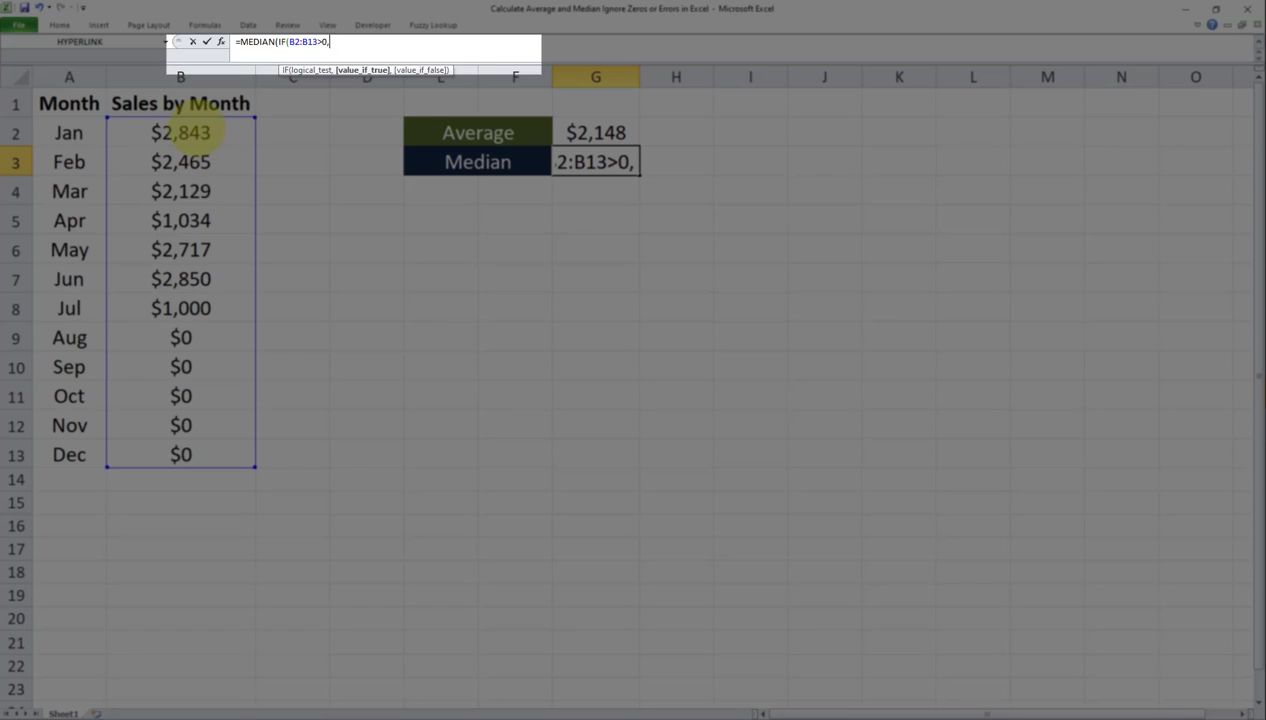 Calculate Average and Median Ignore Zeros or Errors in Excel - Microsoft Excel
File Home Insert Page Layout Formulas Data Review View Developer Fuzzy Lookup
HYPERLINK =MEDIAN(IF(B2:B13>0,
IF(logical_test, [value_if_true], [value_if_false])
A B C D E F G H I J K L M N O
1 Month Sales by Month
2 Jan $2,843 Average $2,148
3 Feb $2,465 Median 2:B13>0,
4 Mar $2,129
5 Apr $1,034
6 May $2,717
7 Jun $2,850
8 Jul $1,000
9 Aug $0
10 Sep $0
11 Oct $0
12 Nov $0
13 Dec $0
14
15
16
17
18
19
20
21
22
23
Sheet1